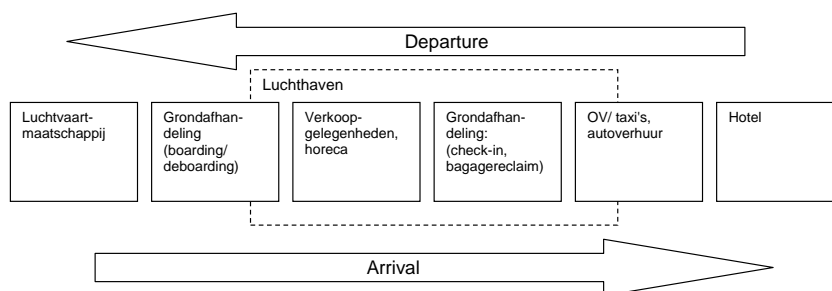 Departure
Luchthaven
Luchtvaart-
maatschappij
Grondafhan-
deling
(boarding/
deboarding)
Verkoop-
gelegenheden,
horeca
Grondafhan-
deling:
(check-in,
bagagereclaim)
OV/ taxi's,
autoverhuur
Hotel
Arrival